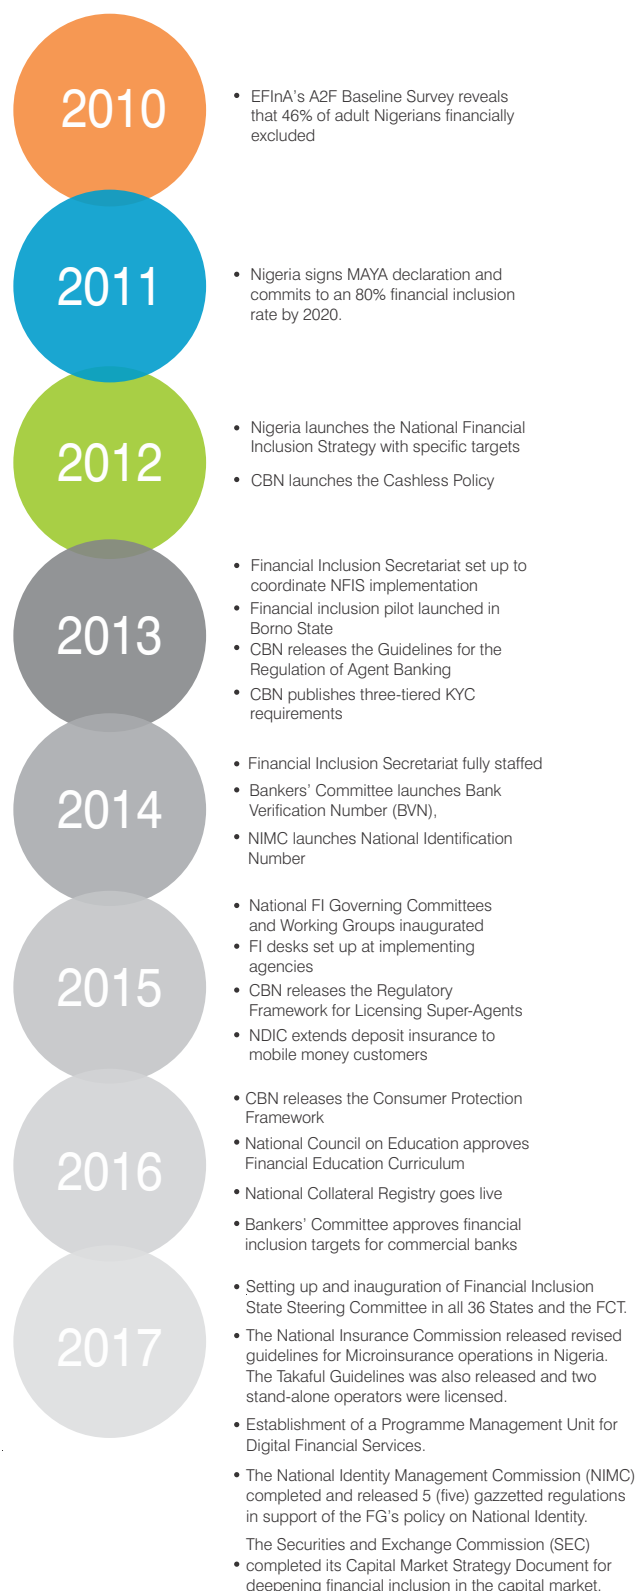 2010
• EFInA's A2F Baseline Survey reveals
that 46% of adult Nigerians financially
excluded
2011
• Nigeria signs MAYA declaration and
commits to an 80% financial inclusion
rate by 2020.
2012
• Nigeria launches the National Financial
Inclusion Strategy with specific targets
• CBN launches the Cashless Policy
2013
• Financial Inclusion Secretariat set up to
coordinate NFIS implementation
• Financial inclusion pilot launched in
Borno State
• CBN releases the Guidelines for the
Regulation of Agent Banking
• CBN publishes three-tiered KYC
requirements
2014
• Financial Inclusion Secretariat fully staffed
• Bankers' Committee launches Bank
Verification Number (BVN),
• NIMC launches National Identification
Number
2015
• National FI Governing Committees
and Working Groups inaugurated
• FI desks set up at implementing
agencies
• CBN releases the Regulatory
Framework for Licensing Super-Agents
• NDIC extends deposit insurance to
mobile money customers
2016
• CBN releases the Consumer Protection
Framework
• National Council on Education approves
Financial Education Curriculum
• National Collateral Registry goes live
• Bankers' Committee approves financial
inclusion targets for commercial banks
2017
• Setting up and inauguration of Financial Inclusion
State Steering Committee in all 36 States and the FCT.
• The National Insurance Commission released revised
guidelines for Microinsurance operations in Nigeria.
The Takaful Guidelines was also released and two
stand-alone operators were licensed.
• Establishment of a Programme Management Unit for
Digital Financial Services.
• The National Identity Management Commission (NIMC)
completed and released 5 (five) gazzetted regulations
in support of the FG's policy on National Identity.
The Securities and Exchange Commission (SEC)
• completed its Capital Market Strategy Document for
deepening financial inclusion in the capital market.